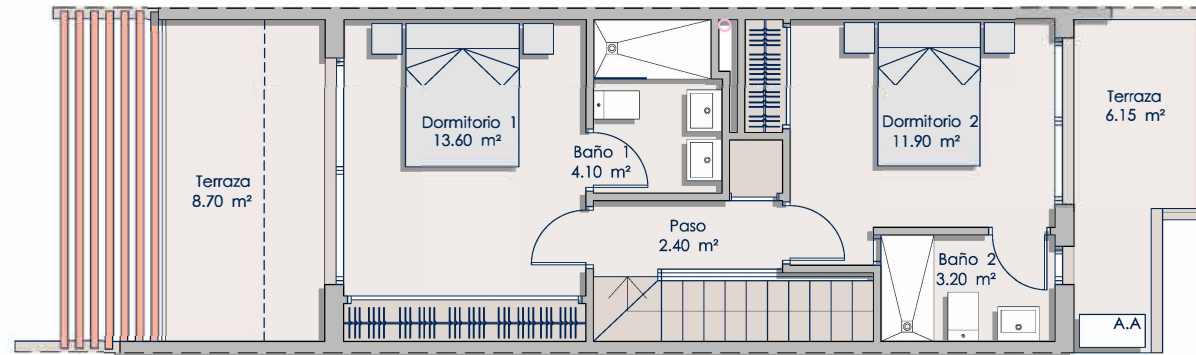 Terraza
8.70 m²
Dormitorio 1
13.60 m²
Baño 1
4.10 m²
Paso
2.40 m²
Dormitorio 2
11.90 m²
Baño 2
3.20 m²
Terraza
6.15 m²
A.A